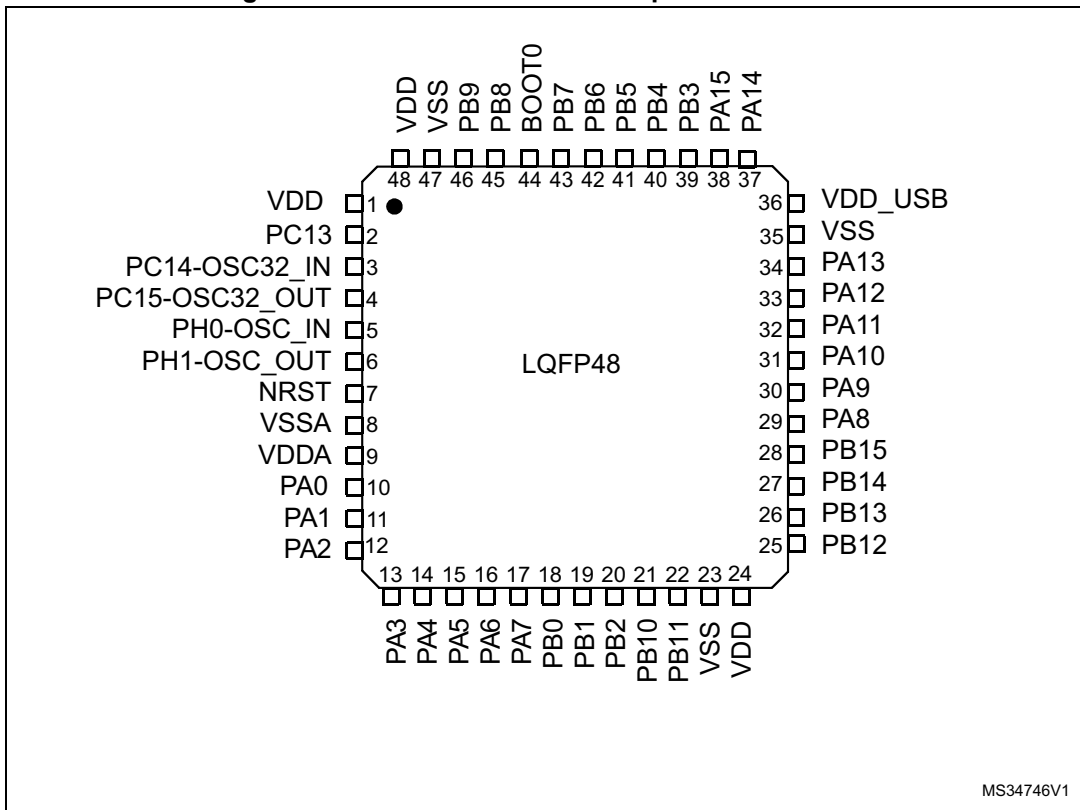 VDD
VSS
PB9
PB8
BOOT0
PB7
PB6
PB5
PB4
PB3
PA15
PA14
48 47 46 45 44 43 42 41 40 39 38 37
VDD 1
PC13 2
PC14-OSC32_IN 3
PC15-OSC32_OUT 4
PH0-OSC_IN 5
PH1-OSC_OUT 6
NRST 7
VSSA 8
VDDA 9
PA0 10
PA1 11
PA2 12
LQFP48
36 VDD_USB
35 VSS
34 PA13
33 PA12
32 PA11
31 PA10
30 PA9
29 PA8
28 PB15
27 PB14
26 PB13
25 PB12
13 14 15 16 17 18 19 20 21 22 23 24
PA3
PA4
PA5
PA6
PA7
PB0
PB1
PB2
PB10
PB11
VSS
VDD
MS34746V1